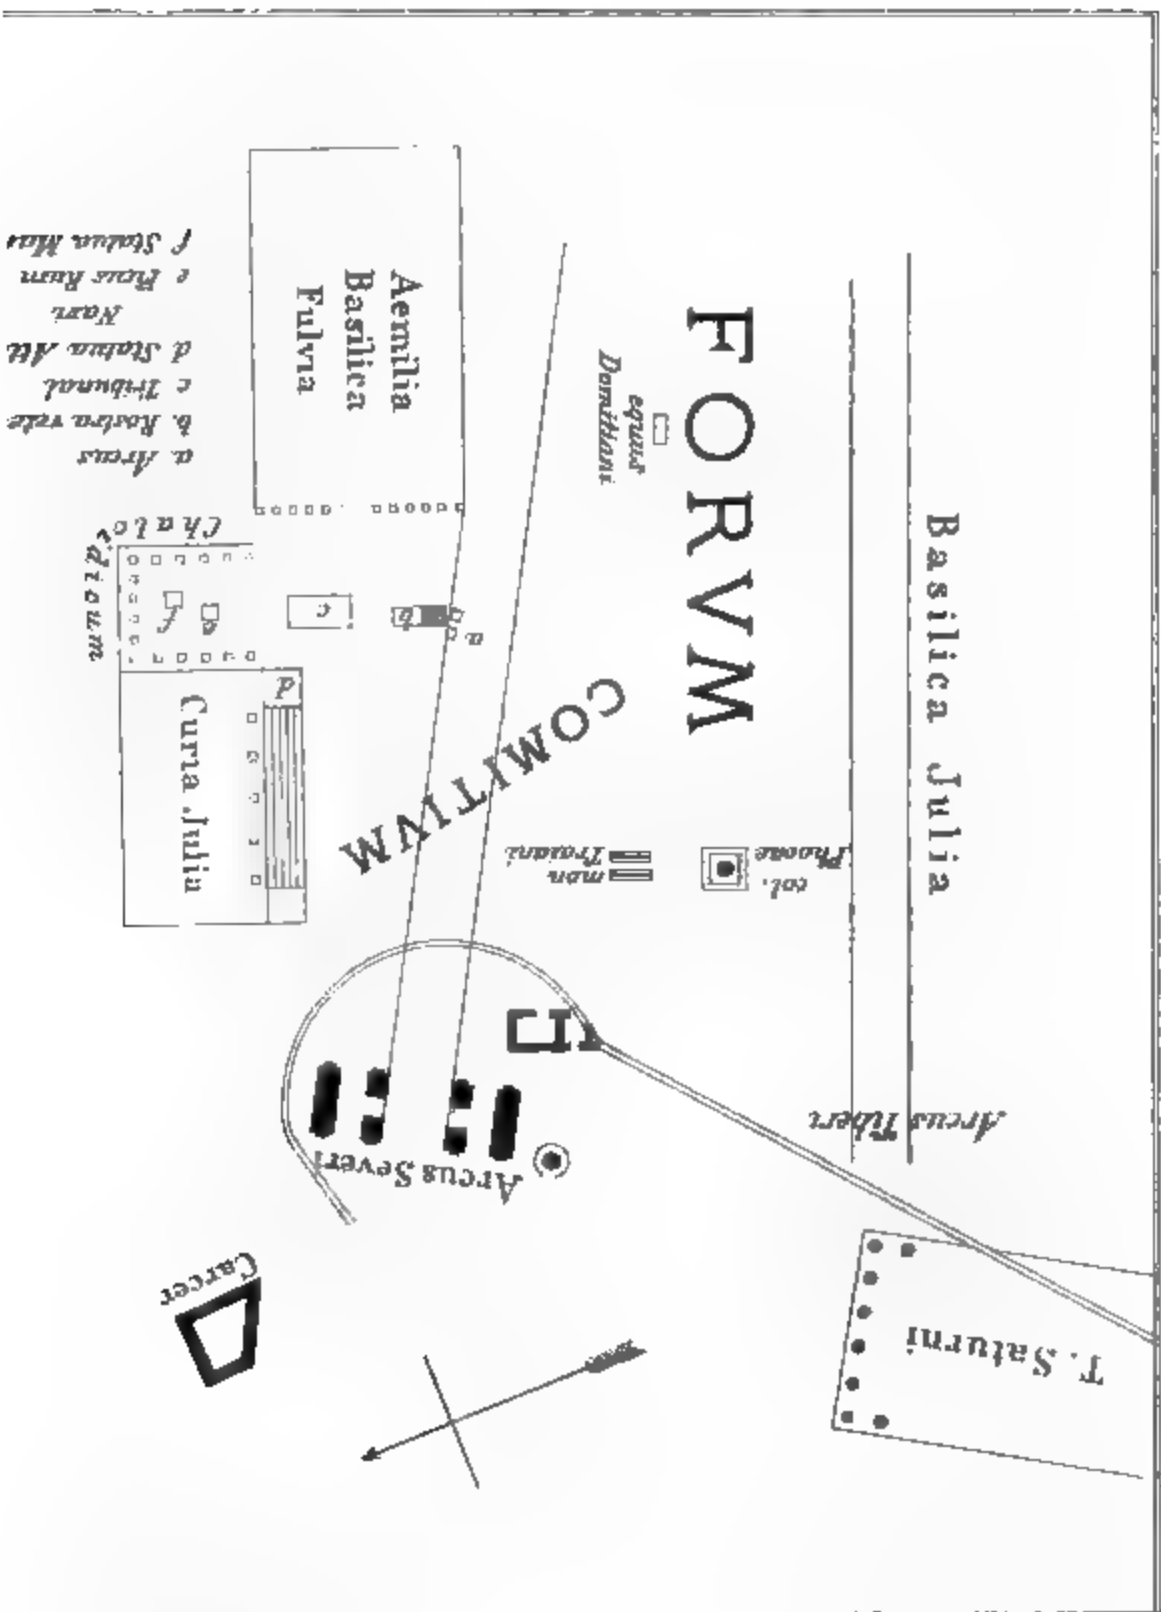 a. Arcus
b. Rostra vete
c Tribunal
d Statua Att
Navi
e Ficus Rum
f Statua Mar
Aemilia
Basilica
Fulvia
equus
Domitiani
FORVM
Basilica Julia
Chalcidicum
f
e
c
b
a
d
Curia Julia
COMITIVM
mon
Traiani
col.
Phocae
Arcus Severi
Arcus Tiberi
Carcer
T. Saturni